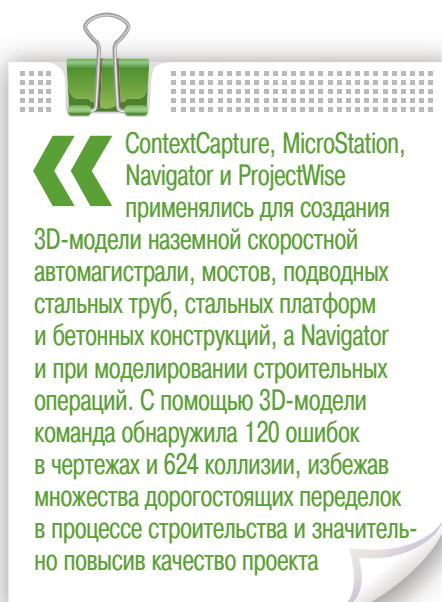 « ContextCapture, MicroStation,
Navigator и ProjectWise
применялись для создания
3D-модели наземной скоростной
автомагистрали, мостов, подводных
стальных труб, стальных платформ
и бетонных конструкций, а Navigator
и при моделировании строительных
операций. С помощью 3D-модели
команда обнаружила 120 ошибок
в чертежах и 624 коллизии, избежав
множества дорогостоящих переделок
в процессе строительства и значитель-
но повысив качество проекта